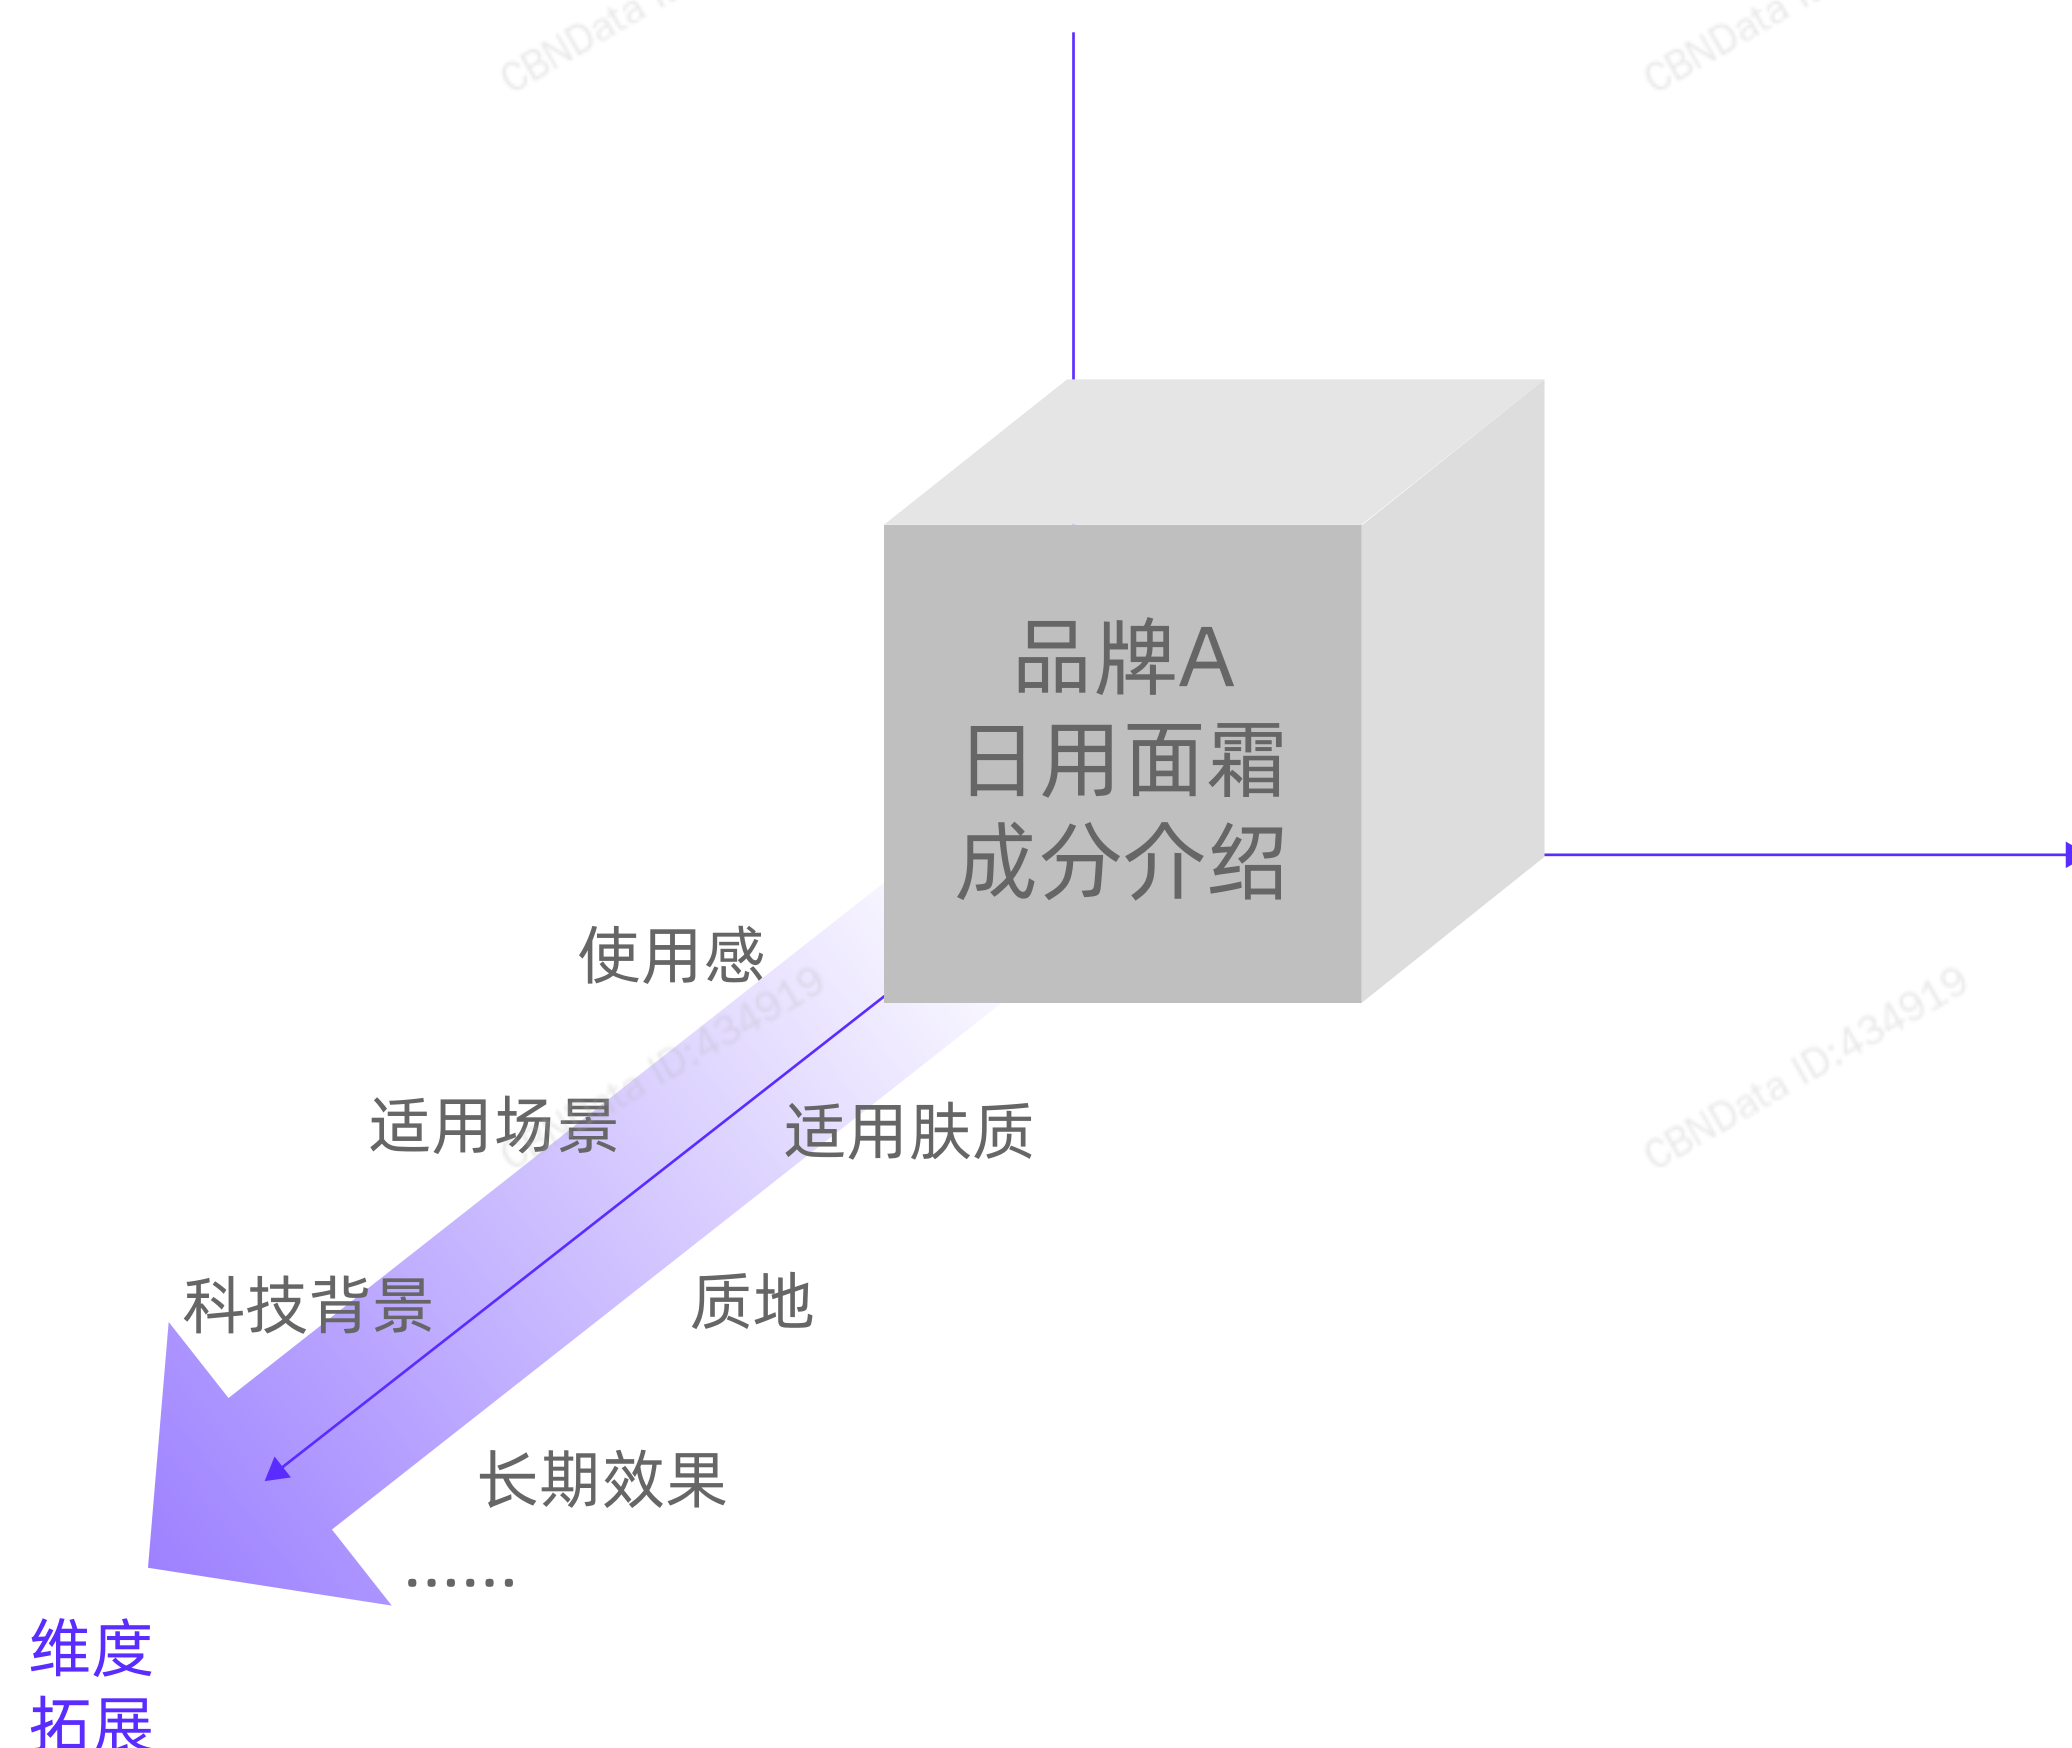 CBNData
CBNData
品牌A
日用面霜
成分介绍
使用感
CBNData ID:434919
CBNData ID:434919
适用场景
适用肤质
科技背景
质地
长期效果
……
维度
拓展